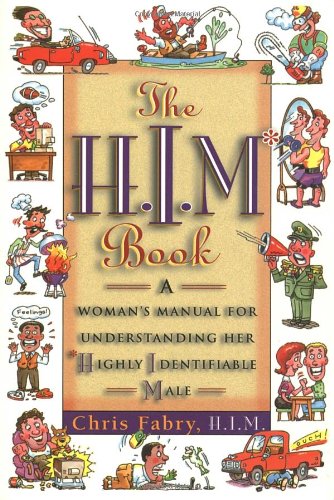 The
H.I.M*
Book
A
WOMAN'S MANUAL FOR
UNDERSTANDING HER
*HIGHLY IDENTIFIABLE
MALE
Chris Fabry, H.I.M.
Feelings!
OUCH!